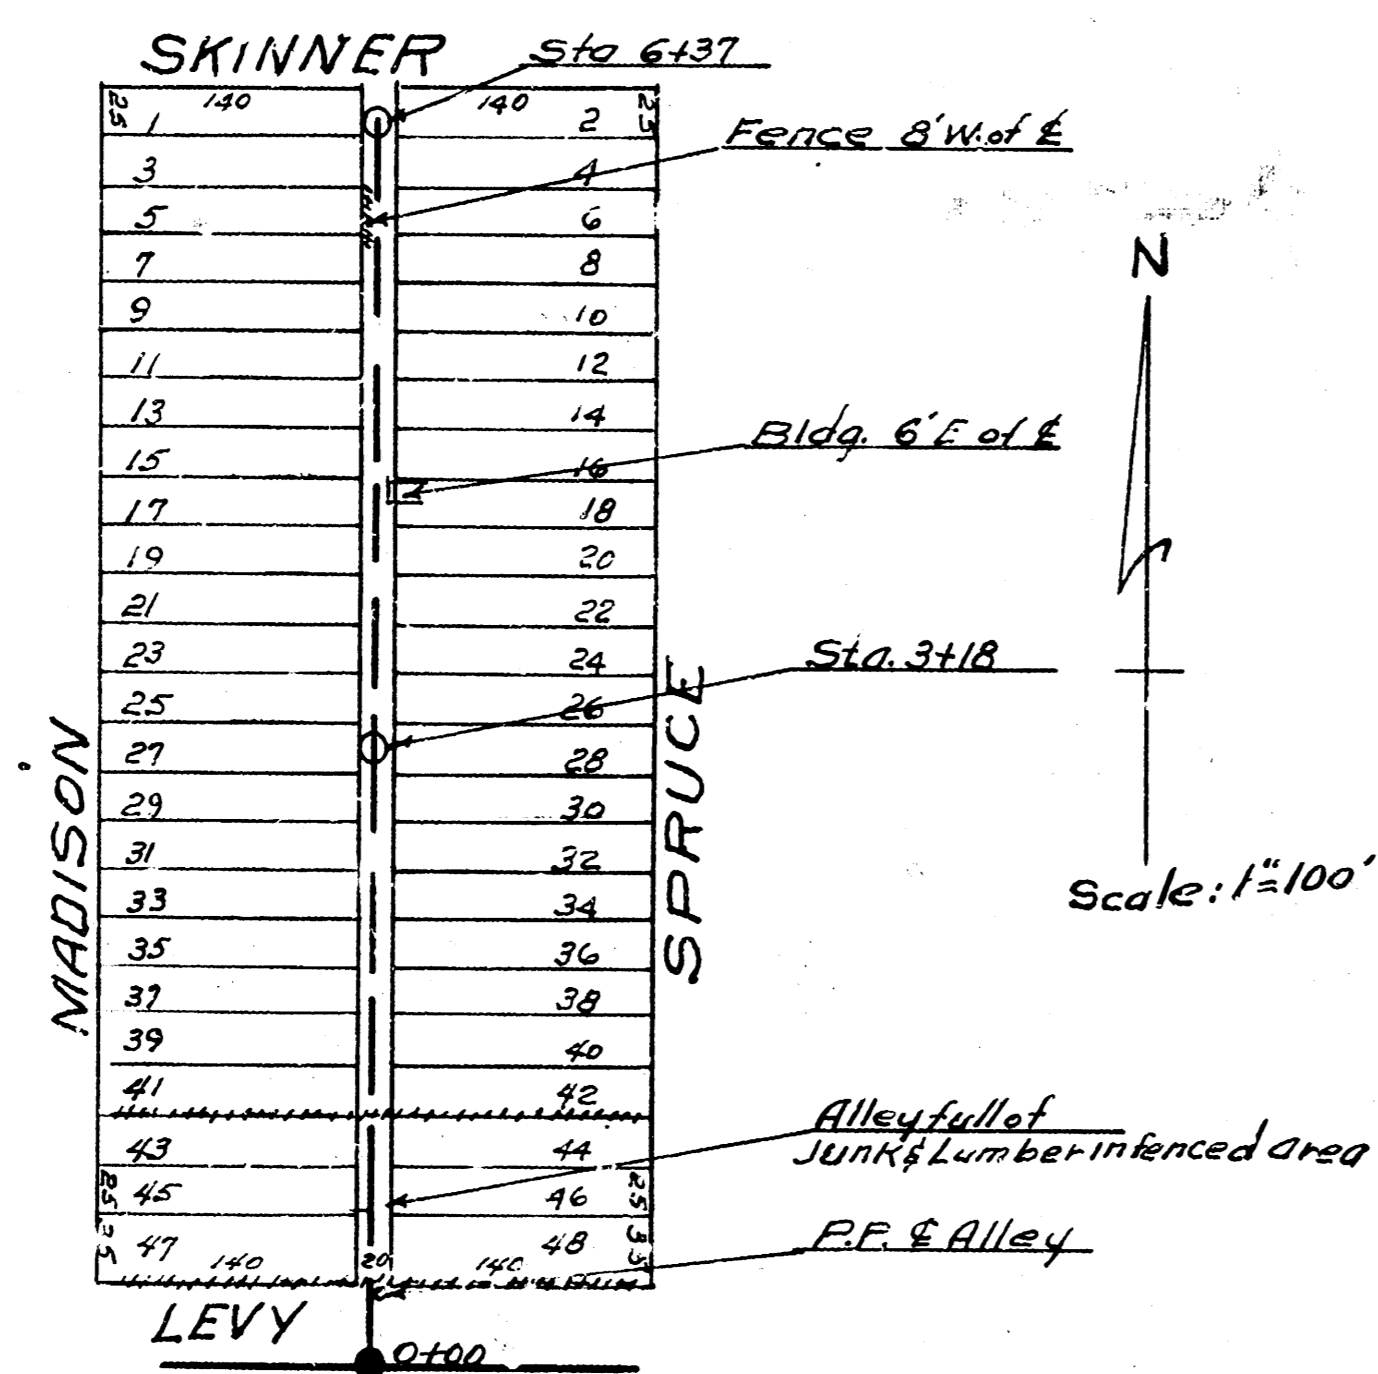 SKINNER
Sta 6+37
25 140 140 25
1 2
Fence 8' W. of ℄
3 4
5 6
7 8
N
9 10
11 12
13 14
Bldg. 6' E of ℄
15 16
17 18
19 20
21 22
23 24
Sta. 3+18
25 26
MADISON
SPRUCE
27 28
29 30
31 32
Scale: 1"=100'
33 34
35 36
37 38
39 40
41 42
Alley full of
Junk & Lumber in fenced area
43 44
25 45 46 25
P.P. ℄ Alley
35 47 140 20 140 48 35
LEVY
0+00